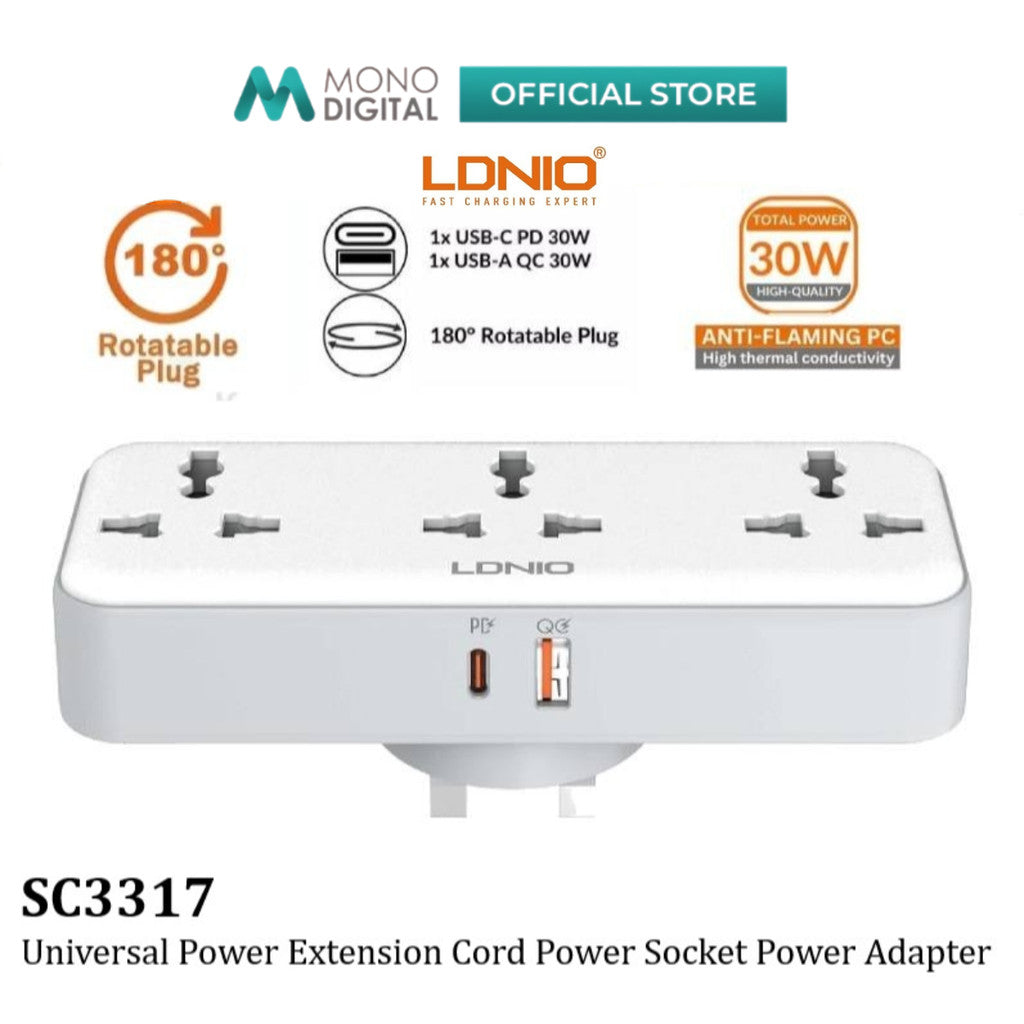 MONO
DIGITAL
OFFICIAL STORE
LDNIO®
FAST CHARGING EXPERT
180°
Rotatable
Plug
1x USB-C PD 30W
1x USB-A QC 30W
180° Rotatable Plug
TOTAL POWER
30W
HIGH-QUALITY
ANTI-FLAMING PC
High thermal conductivity
LDNIO
PD
QC
SC3317
Universal Power Extension Cord Power Socket Power Adapter